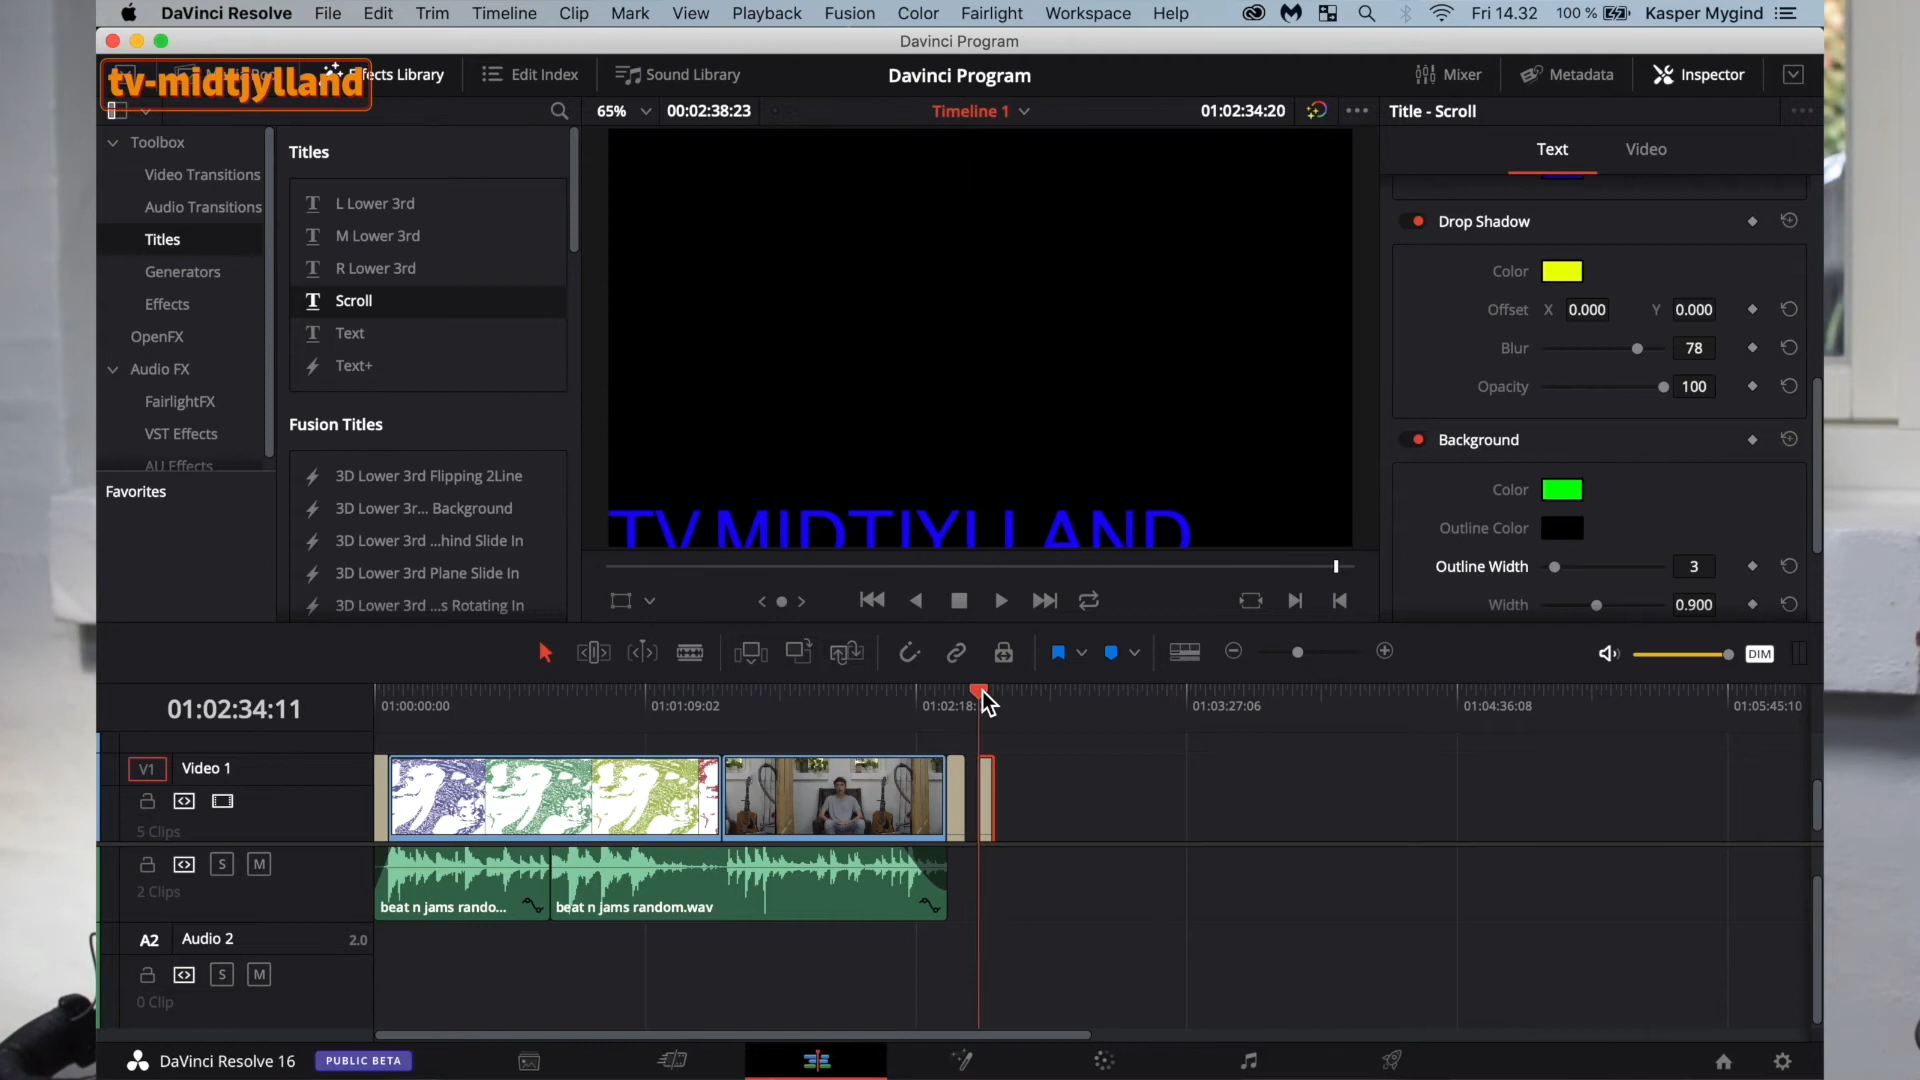 DaVinci Resolve File Edit Trim Timeline Clip Mark View Playback Fusion Color Fairlight Workspace Help Fri 14.32 100 % Kasper Mygind
Davinci Program
tv-midtjylland
Effects Library Edit Index Sound Library Davinci Program Mixer Metadata Inspector
65% 00:02:38:23 Timeline 1 01:02:34:20 Title - Scroll
Toolbox
Video Transitions
Audio Transitions
Titles
Generators
Effects
OpenFX
Audio FX
FairlightFX
VST Effects
AU Effects
Favorites
Titles
L Lower 3rd
M Lower 3rd
R Lower 3rd
Scroll
Text
Text+
Fusion Titles
3D Lower 3rd Flipping 2Line
3D Lower 3r... Background
3D Lower 3rd ...hind Slide In
3D Lower 3rd Plane Slide In
3D Lower 3rd ...s Rotating In
TV MIDTJYLLAND
Text Video
Drop Shadow
Color
Offset X 0.000 Y 0.000
Blur 78
Opacity 100
Background
Color
Outline Color
Outline Width 3
Width 0.900
DIM
01:02:34:11
01:00:00:00 01:01:09:02 01:02:18: 01:03:27:06 01:04:36:08 01:05:45:10
V1 Video 1
5 Clips
S M
2 Clips
beat n jams rando... beat n jams random.wav
A2 Audio 2 2.0
S M
0 Clip
DaVinci Resolve 16 PUBLIC BETA